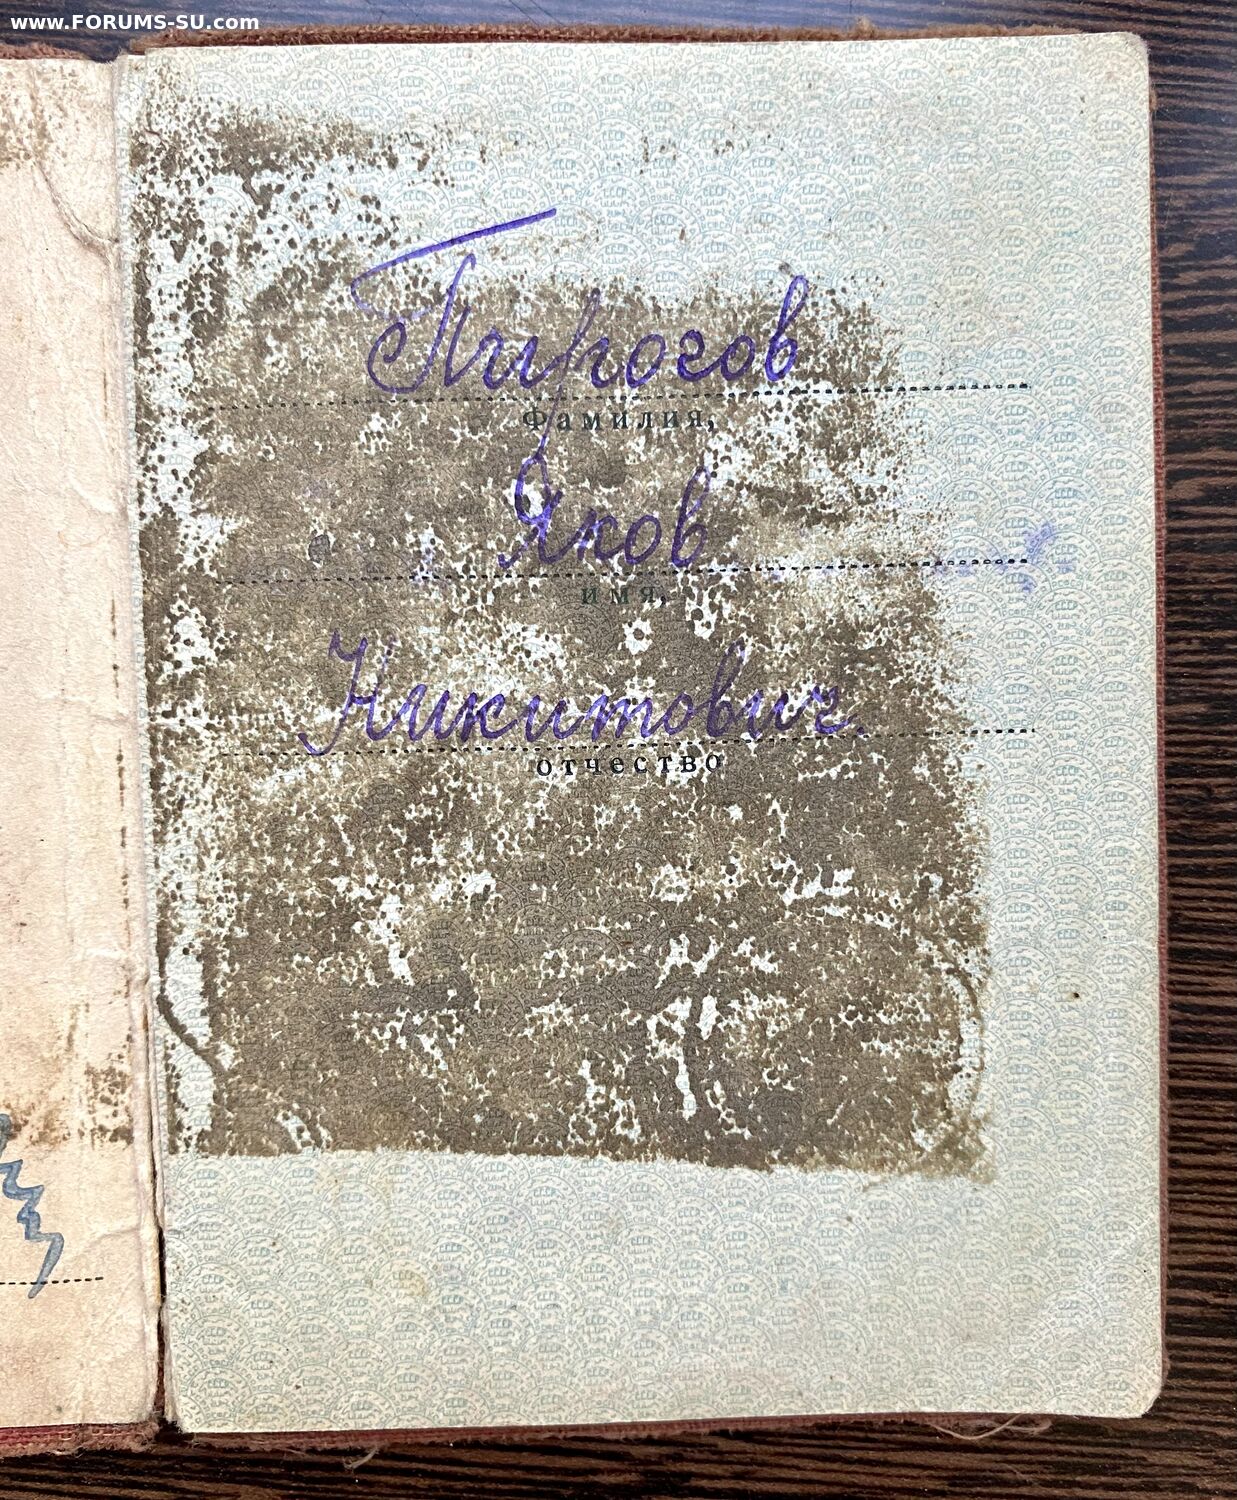 www.FORUMS-SU.com
Пирогов
Фамилия,
Яков
имя,
Никитович.
отчество